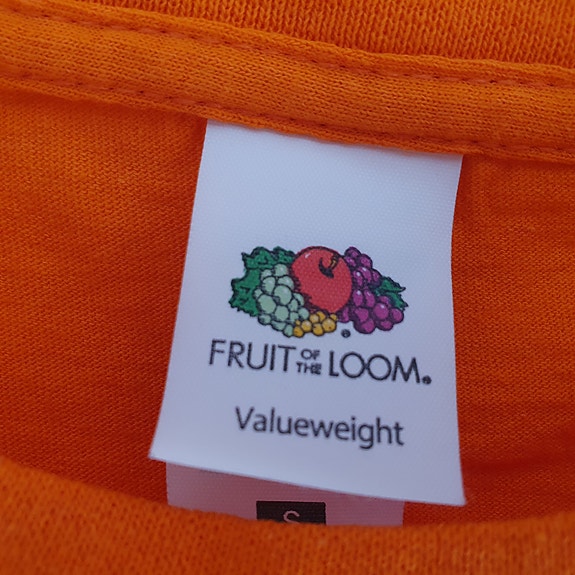 FRUIT OF THE LOOM.
Valueweight
S